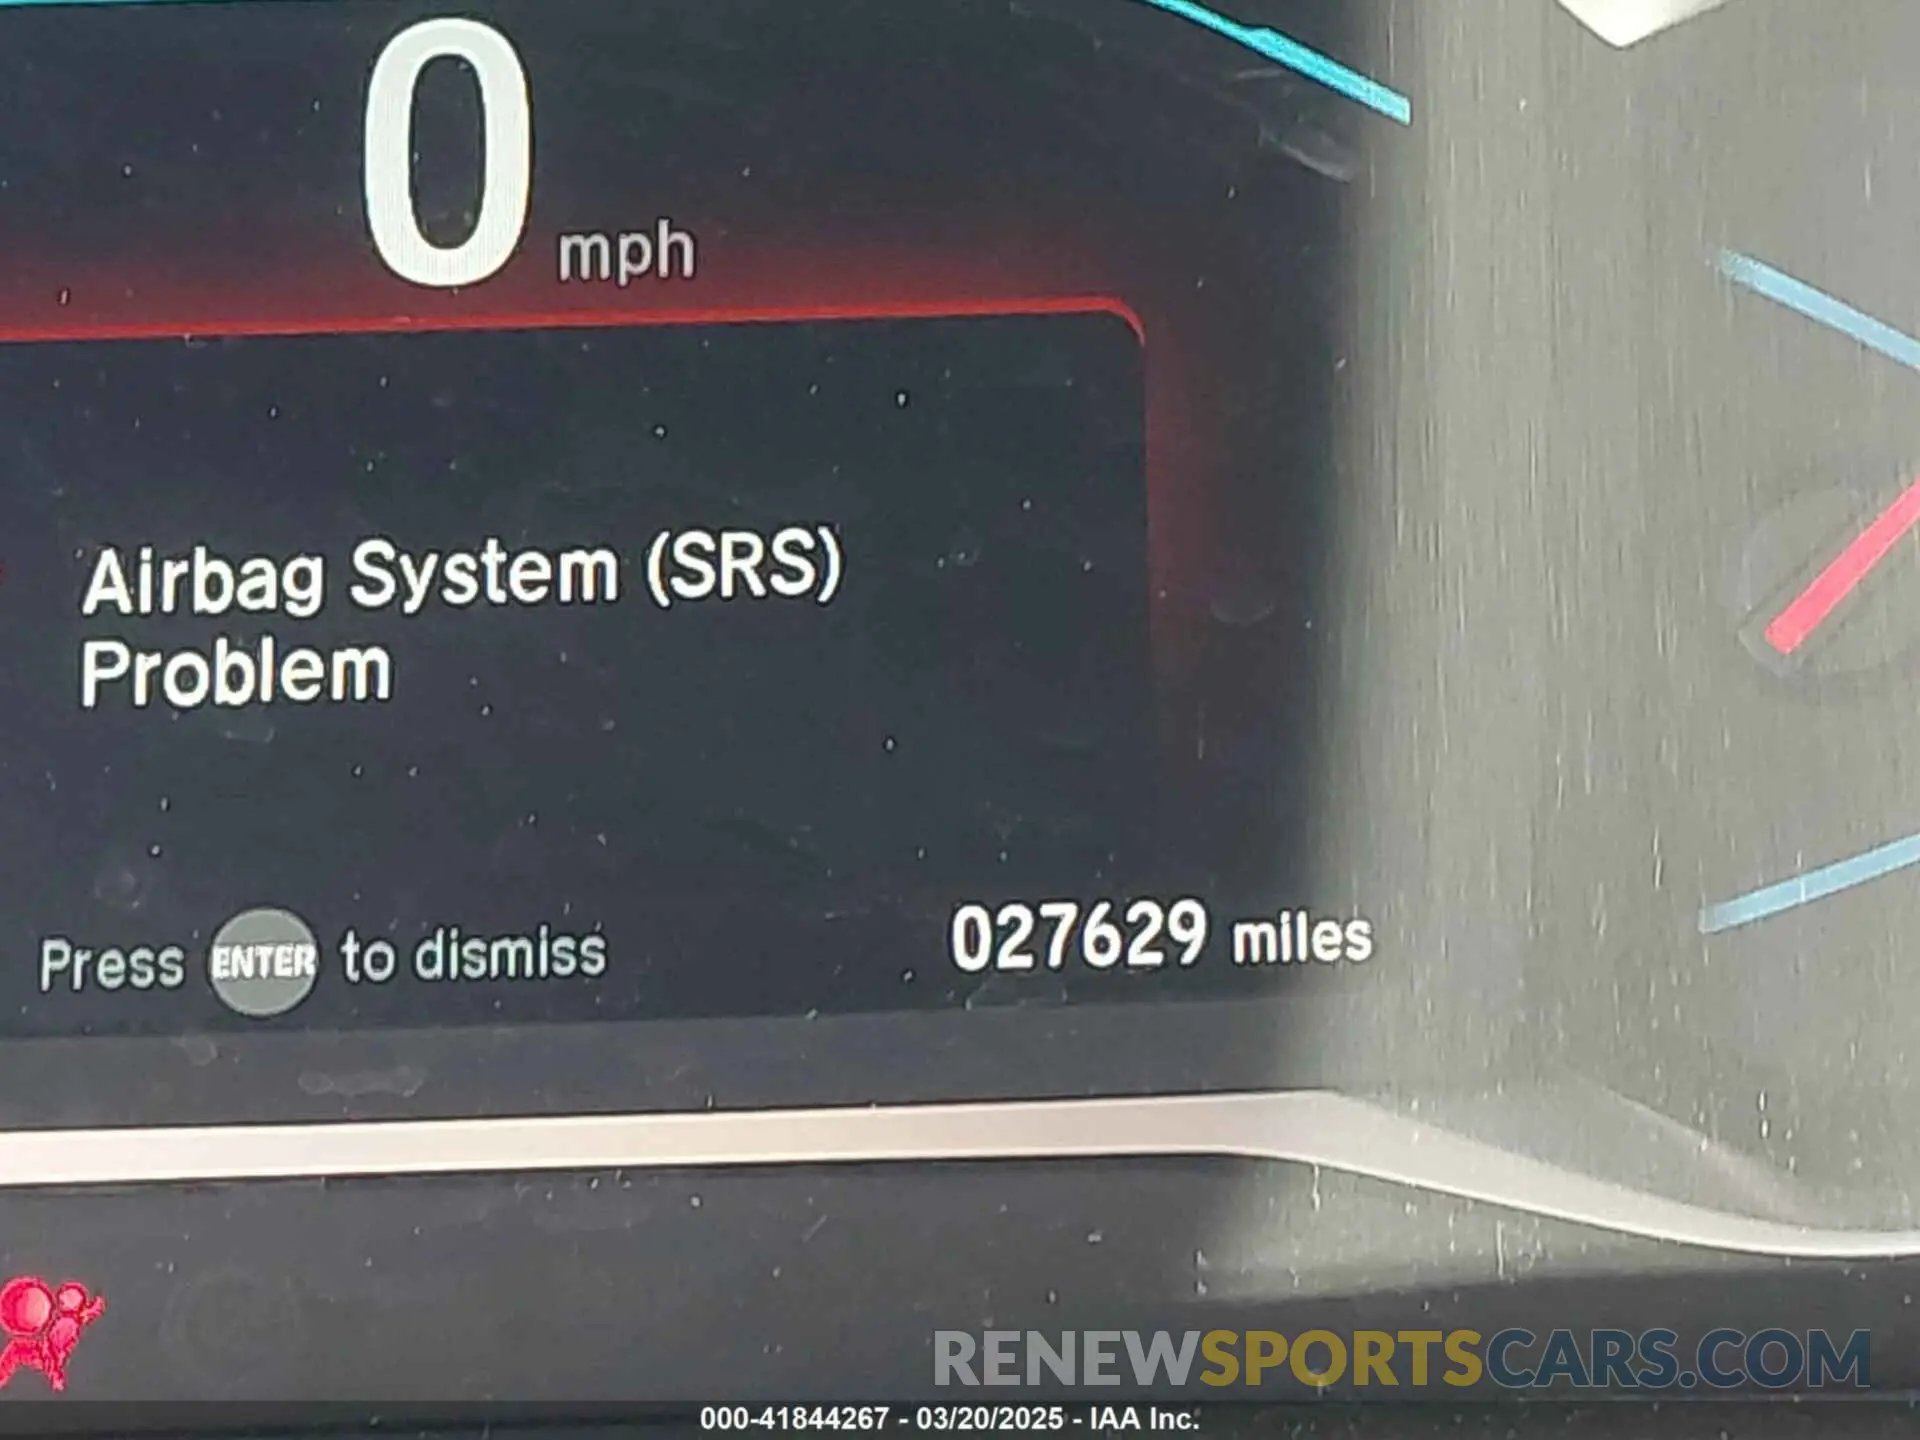 0 mph
Airbag System (SRS)
Problem
Press ENTER to dismiss
027629 miles
RENEWSPORTSCARS.COM
000-41844267 - 03/20/2025 - IAA Inc.